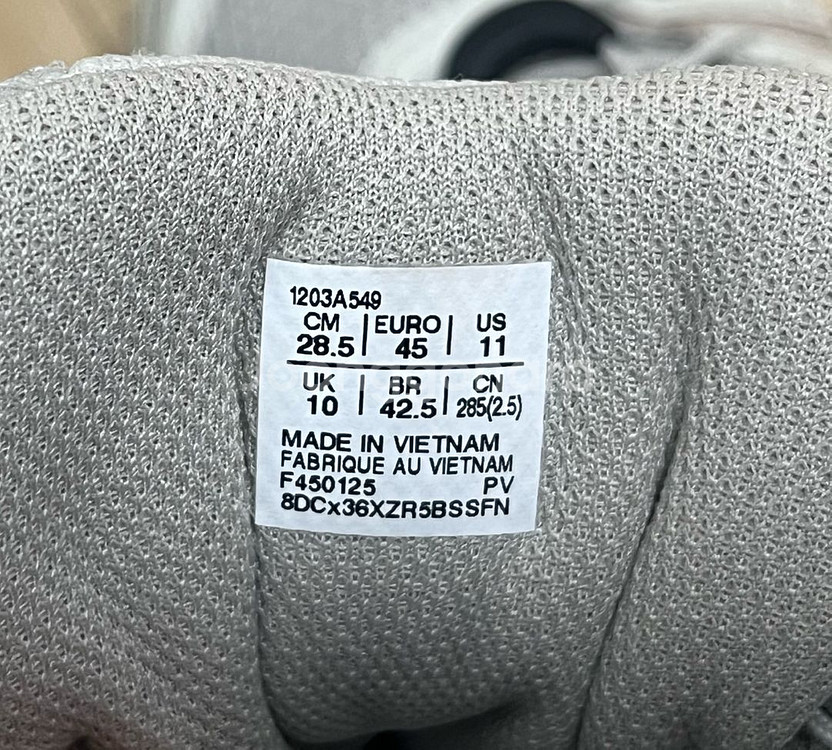 1203A549
CM | EURO | US
28.5 | 45 | 11
UK | BR | CN
10 | 42.5 | 285(2.5)
MADE IN VIETNAM
FABRIQUE AU VIETNAM
F450125 PV
8DCx36XZR5BSSFN